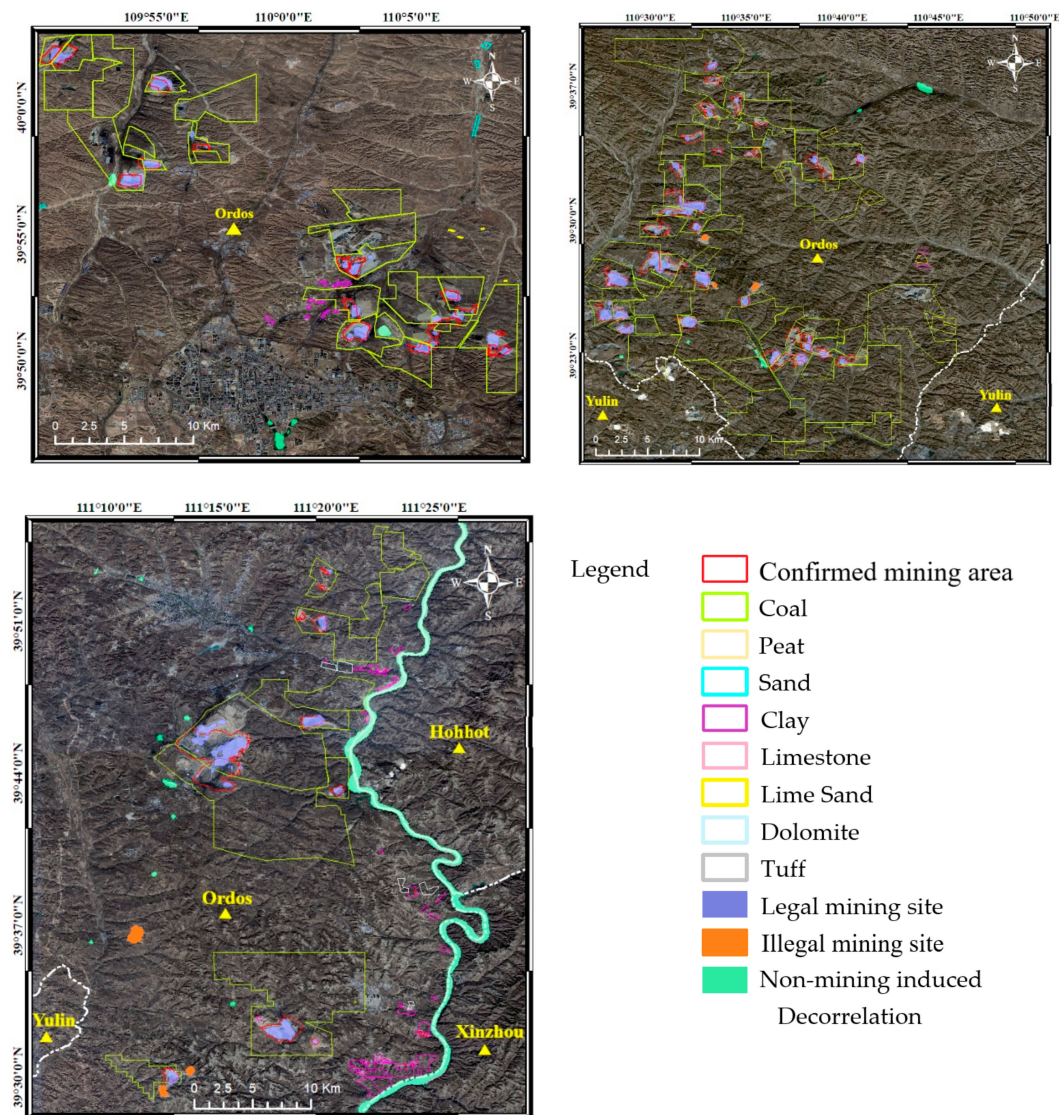 109°55'0"E 110°0'0"E 110°5'0"E
40°0'0"N
39°55'0"N
39°50'0"N
N
W E
S
Ordos
0 2.5 5 10 Km
110°30'0"E 110°35'0"E 110°40'0"E 110°45'0"E 110°50'0"E
39°37'0"N
39°30'0"N
39°23'0"N
N
W E
S
Ordos
Yulin
Yulin
0 2.5 5 10 Km
111°10'0"E 111°15'0"E 111°20'0"E 111°25'0"E
39°51'0"N
39°44'0"N
39°37'0"N
39°30'0"N
N
W E
S
Hohhot
Ordos
Yulin
Xinzhou
0 2.5 5 10 Km
Legend
Confirmed mining area
Coal
Peat
Sand
Clay
Limestone
Lime Sand
Dolomite
Tuff
Legal mining site
Illegal mining site
Non-mining induced
Decorrelation